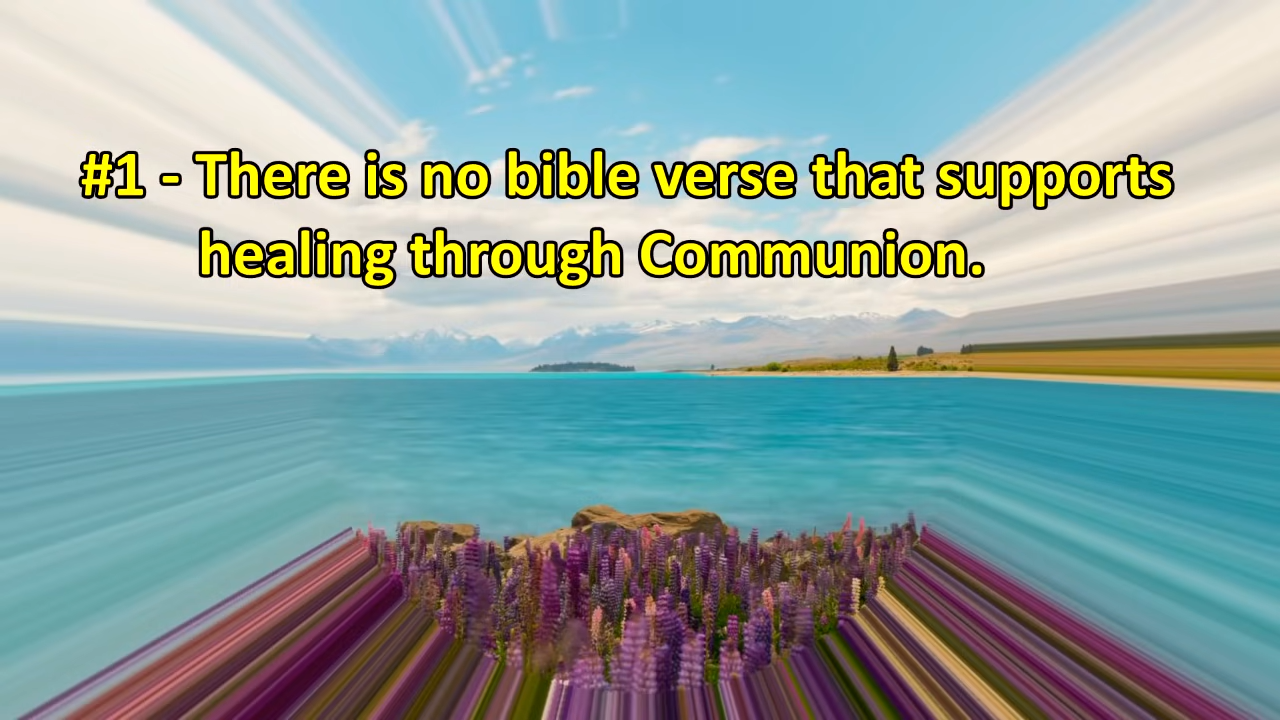 #1 - There is no bible verse that supports
healing through Communion.